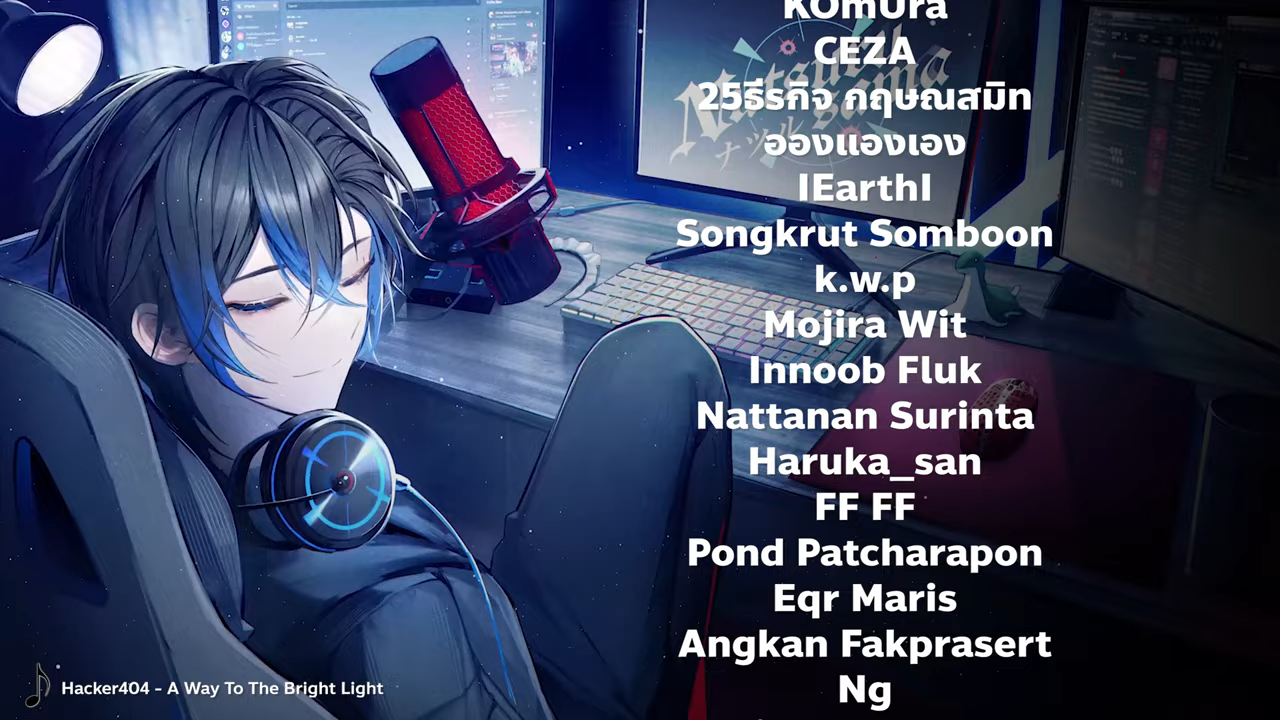 KOmUra
CEZA
25ธีรกิจ กฤษณสมิท
อองแองเอง
IEarthI
Songkrut Somboon
k.w.p
Mojira Wit
Innoob Fluk
Nattanan Surinta
Haruka_san
FF FF
Pond Patcharapon
Eqr Maris
Angkan Fakprasert
Ng
Hacker404 - A Way To The Bright Light